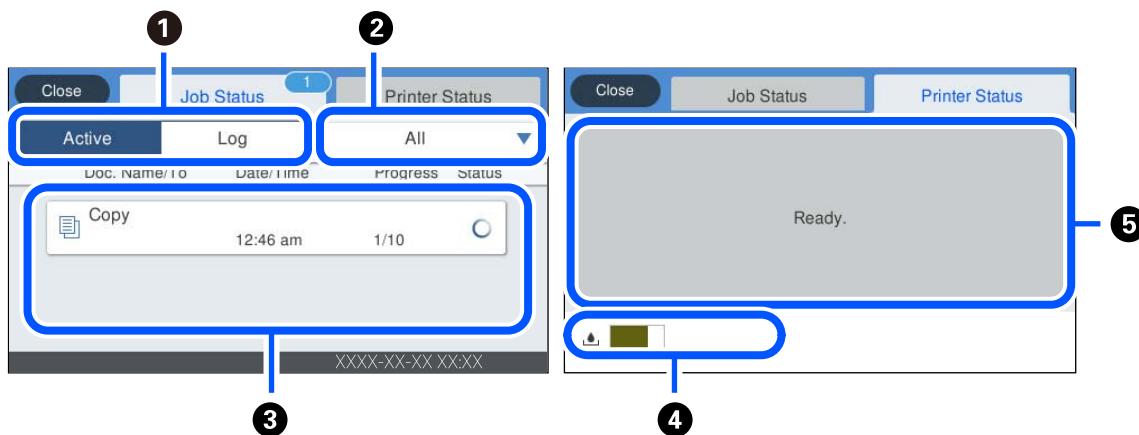 1 2
Close Job Status 1 Printer Status
Active Log All
Doc. Name/To Date/Time Progress Status
Copy
12:46 am 1/10
XXXX-XX-XX XX:XX
3
Close Job Status Printer Status
Ready.
5
4